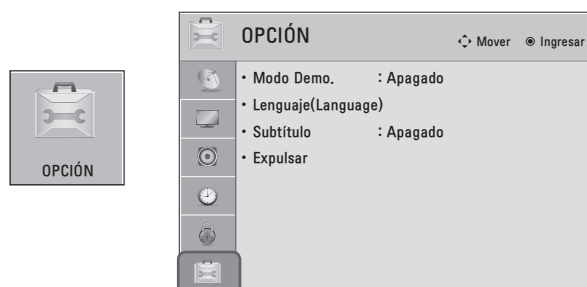 OPCIÓN
OPCIÓN Mover Ingresar
• Modo Demo. : Apagado
• Lenguaje(Language)
• Subtítulo : Apagado
• Expulsar